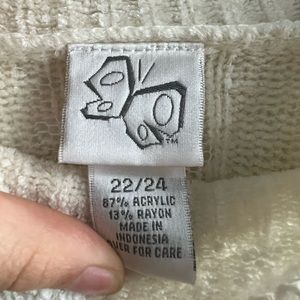 TM
22/24
87% ACRYLIC
13% RAYON
MADE IN
INDONESIA
FOR CARE